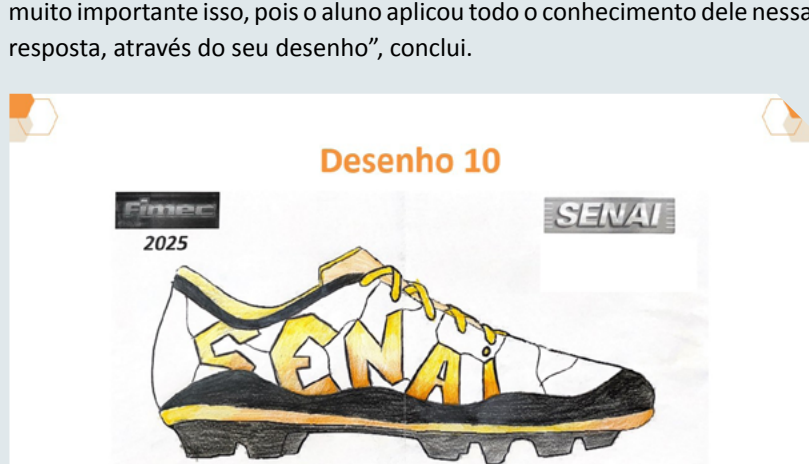 muito importante isso, pois o aluno aplicou todo o conhecimento dele nessa
resposta, através do seu desenho”, conclui.
Desenho 10
Fimec
SENAI
2025
SENAI